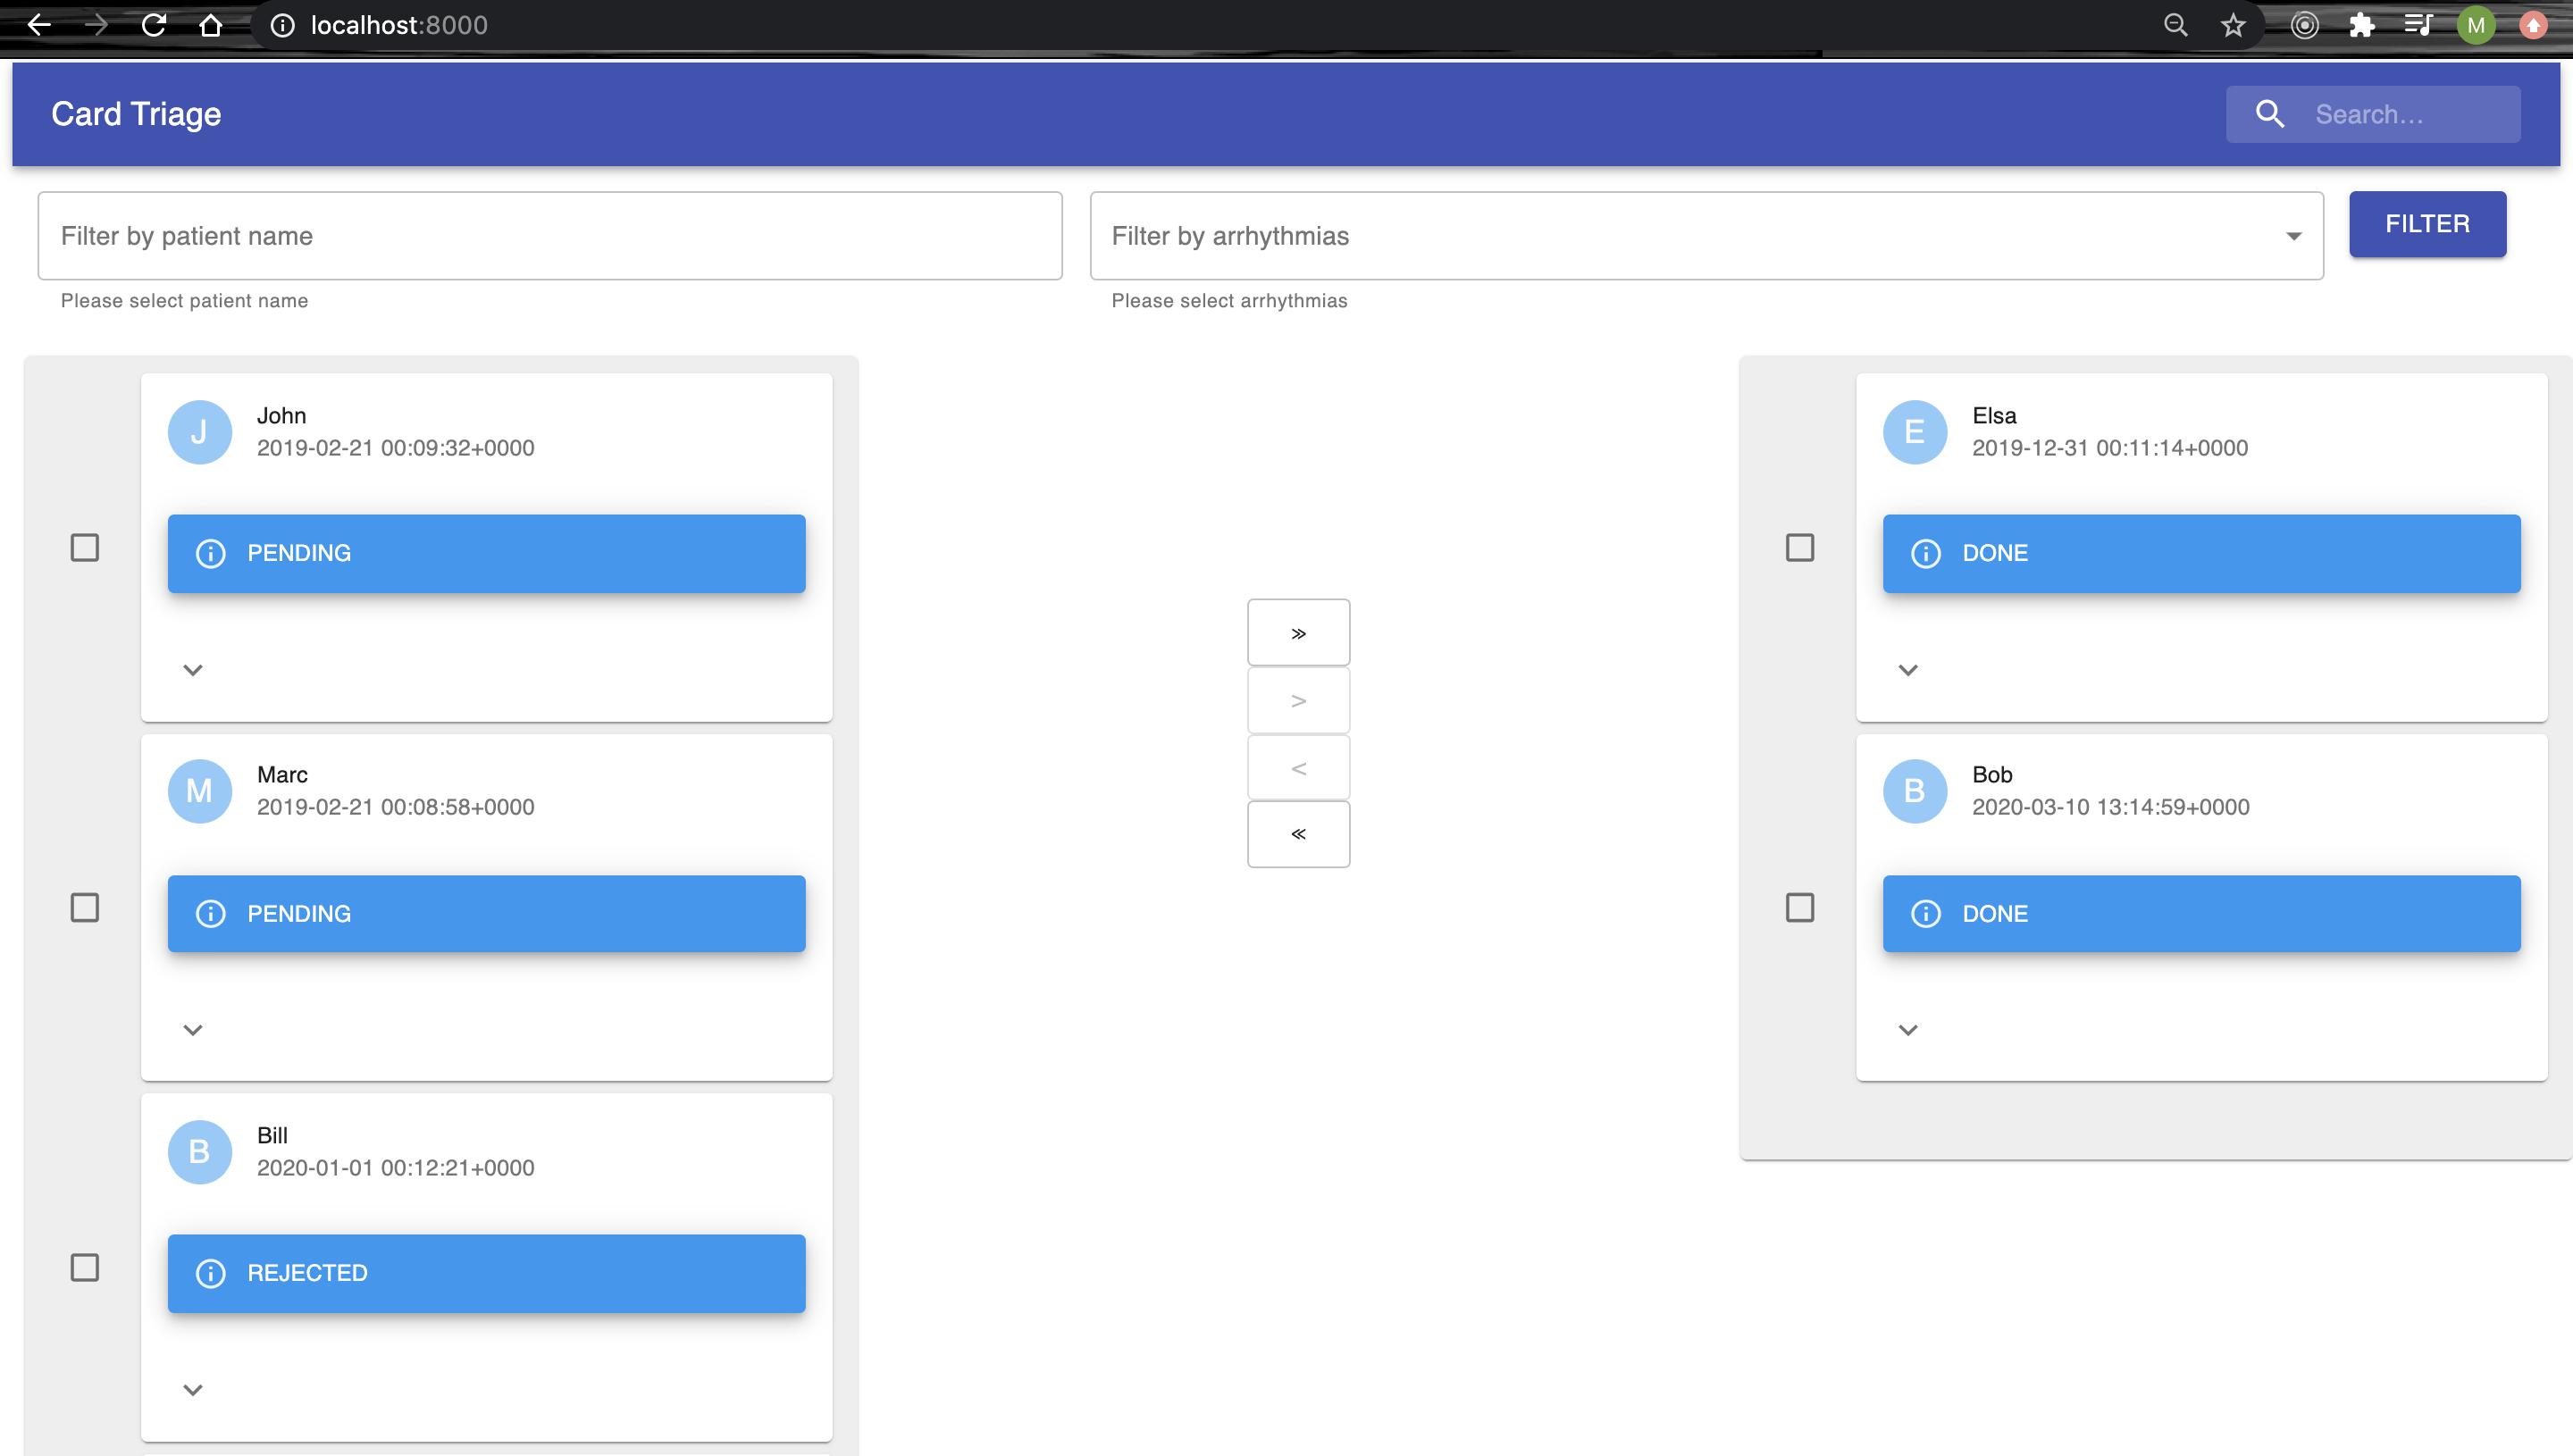 localhost:8000
M
Card Triage
Search...
Filter by patient name
Filter by arrhythmias
FILTER
Please select patient name
Please select arrhythmias
J
John
2019-02-21 00:09:32+0000
PENDING
M
Marc
2019-02-21 00:08:58+0000
PENDING
B
Bill
2020-01-01 00:12:21+0000
REJECTED
≫
>
<
≪
E
Elsa
2019-12-31 00:11:14+0000
DONE
B
Bob
2020-03-10 13:14:59+0000
DONE